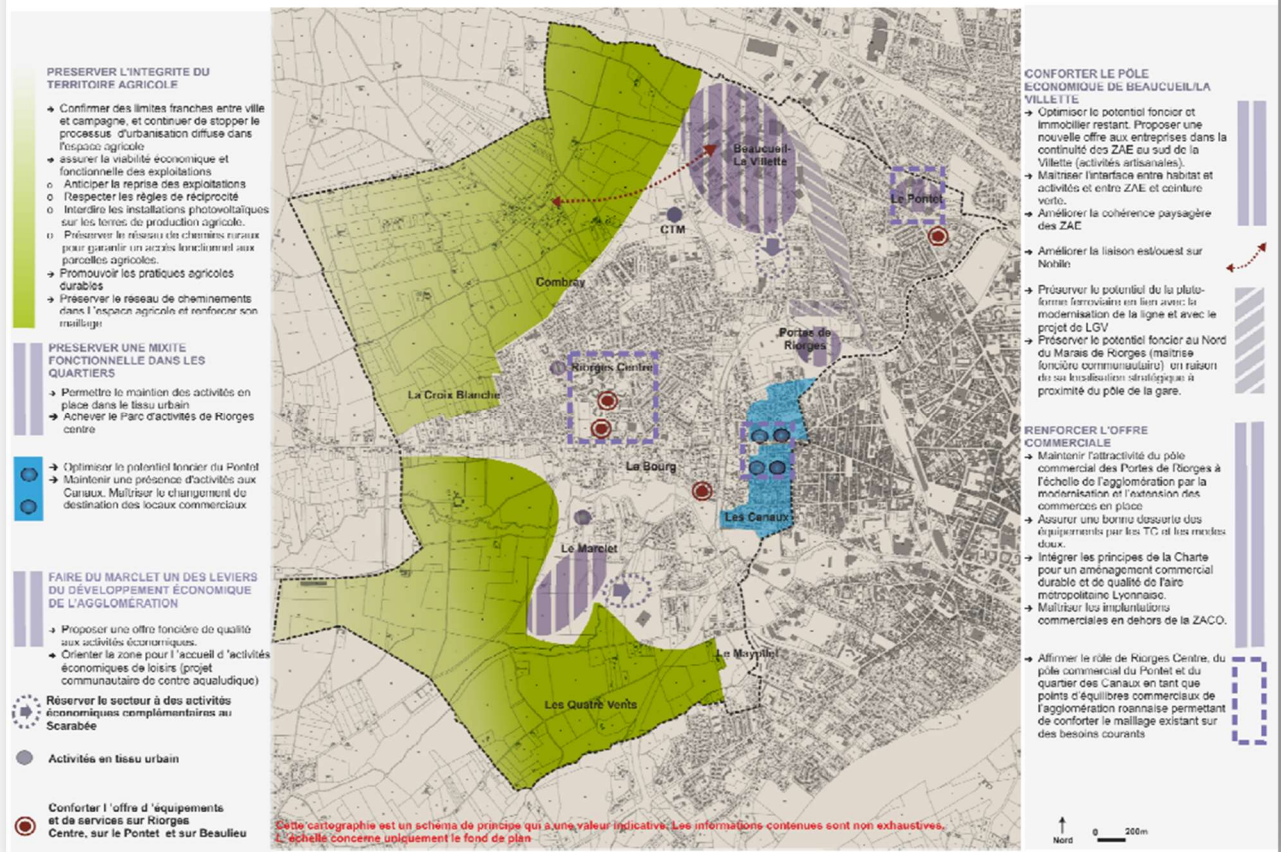 PRESERVER L'INTEGRITE DU
TERRITOIRE AGRICOLE
→ Confirmer des limites franches entre ville
et campagne, et continuer de stopper le
processus d'urbanisation diffuse dans
l'espace agricole
→ assurer la viabilité économique et
fonctionnelle des exploitations
o Anticiper la reprise des exploitations
o Respecter les règles de réciprocité
o Interdire les installations photovoltaïques
sur les terres de production agricole.
o Préserver le réseau de chemins ruraux
pour garantir un accès fonctionnel aux
parcelles agricoles.
→ Promouvoir les pratiques agricoles
durables
→ Préserver le réseau de cheminements
dans l'espace agricole et renforcer son
maillage
PRESERVER UNE MIXITE
FONCTIONNELLE DANS LES
QUARTIERS
→ Permettre le maintien des activités en
place dans le tissu urbain
→ Achever le Parc d'activités de Riorges
centre
→ Optimiser le potentiel foncier du Pontet
→ Maintenir une présence d'activités aux
Canaux. Maîtriser le changement de
destination des locaux commerciaux
FAIRE DU MARCLET UN DES LEVIERS
DU DÉVELOPPEMENT ÉCONOMIQUE
DE L'AGGLOMÉRATION
→ Proposer une offre foncière de qualité
aux activités économiques.
→ Orienter la zone pour l'accueil d'activités
économiques de loisirs (projet
communautaire de centre aqualudique)
Réserver le secteur à des activités
économiques complémentaires au
Scarabée
Activités en tissu urbain
Conforter l'offre d'équipements
et de services sur Riorges
Centre, sur le Pontet et sur Beaulieu
Beaucueil-
La Villette
Le Pontet
CTM
Combray
Portes de
Riorges
Riorges Centre
La Croix Blanche
Le Bourg
Les Canaux
Le Marclet
Le Mayollet
Les Quatre Vents
Cette cartographie est un schéma de principe qui a une valeur indicative. Les informations contenues sont non exhaustives.
L'échelle concerne uniquement le fond de plan
CONFORTER LE PÔLE
ECONOMIQUE DE BEAUCUEIL/LA
VILLETTE
→ Optimiser le potentiel foncier et
immobilier restant. Proposer une
nouvelle offre aux entreprises dans la
continuité des ZAE au sud de la
Villette (activités artisanales).
→ Maîtriser l'interface entre habitat et
activités et entre ZAE et ceinture
verte.
→ Améliorer la cohérence paysagère
des ZAE
→ Améliorer la liaison est/ouest sur
Nobile
→ Préserver le potentiel de la plate-
forme ferroviaire en lien avec la
modernisation de la ligne et avec le
projet de LGV
→ Préserver le potentiel foncier au Nord
du Marais de Riorges (maîtrise
foncière communautaire) en raison
de sa localisation stratégique à
proximité du pôle de la gare.
RENFORCER L'OFFRE
COMMERCIALE
→ Maintenir l'attractivité du pôle
commercial des Portes de Riorges à
l'échelle de l'agglomération par la
modernisation et l'extension des
commerces en place
→ Assurer une bonne desserte des
équipements par les TC et les modes
doux.
→ Intégrer les principes de la Charte
pour un aménagement commercial
durable et de qualité de l'aire
métropolitaine Lyonnaise.
→ Maîtriser les implantations
commerciales en dehors de la ZACO.
→ Affirmer le rôle de Riorges Centre, du
pôle commercial du Pontet et du
quartier des Canaux en tant que
points d'équilibres commerciaux de
l'agglomération roannaise permettant
de conforter le maillage existant sur
des besoins courants
Nord
0 200m